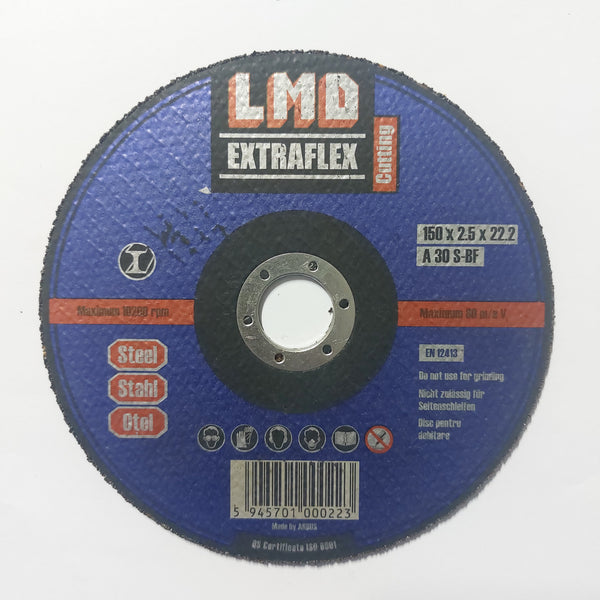 LMD
EXTRAFLEX
Cutting
150 x 2.5 x 22.2
A 30 S-BF
Maximum 10200 rpm
Maximum 80 m/s V
Steel
Stahl
Otel
EN 12413
Do not use for grinding
Nicht zulässig für
Seitenschleifen
Disc pentru
debitare
5 945701 000223
Made by ARBOS
QS Certificate ISO 9001